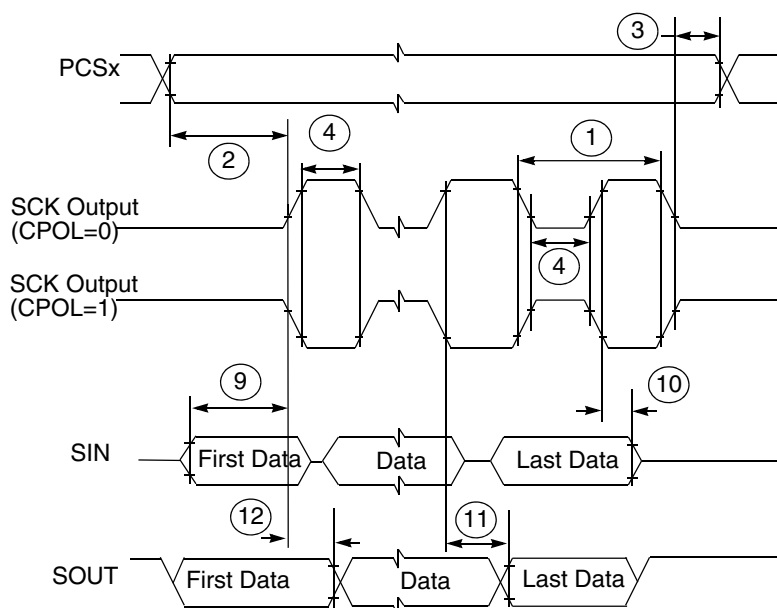 3
PCSx
2
4
1
SCK Output
(CPOL=0)
4
SCK Output
(CPOL=1)
9
10
SIN
First Data
Data
Last Data
12
11
SOUT
First Data
Data
Last Data